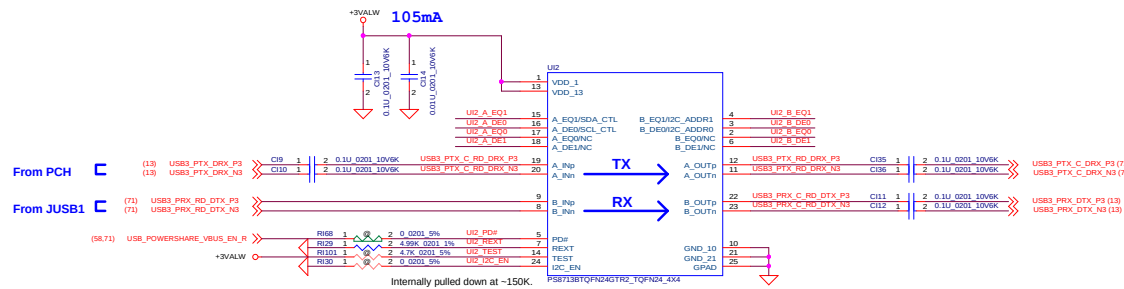 +3VALW
105mA
1
CI13
2
0.1U_0201_10V6K
1
CI14
2
0.01U_0201_10V6K
UI2
1 VDD_1
13 VDD_13
UI2_A_EQ1 15 A_EQ1/SDA_CTL B_EQ1/I2C_ADDR1 4 UI2_B_EQ1
UI2_A_DE0 16 A_DE0/SCL_CTL B_DE0/I2C_ADDR0 3 UI2_B_DE0
UI2_A_EQ0 17 A_EQ0/NC B_EQ0/NC 2 UI2_B_EQ0
UI2_A_DE1 18 A_DE1/NC B_DE1/NC 6 UI2_B_DE1
From PCH
(13) USB3_PTX_DRX_P3 CI9 1 2 0.1U_0201_10V6K USB3_PTX_C_RD_DRX_P3 19 A_INp TX A_OUTp 12 USB3_PTX_RD_DRX_P3 CI35 1 2 0.1U_0201_10V6K USB3_PTX_C_DRX_P3 (7
(13) USB3_PTX_DRX_N3 CI10 1 2 0.1U_0201_10V6K USB3_PTX_C_RD_DRX_N3 20 A_INn A_OUTn 11 USB3_PTX_RD_DRX_N3 CI36 1 2 0.1U_0201_10V6K USB3_PTX_C_DRX_N3 (7
From JUSB1
(71) USB3_PRX_RD_DTX_P3 9 B_INp RX B_OUTp 22 USB3_PRX_C_RD_DTX_P3 CI11 1 2 0.1U_0201_10V6K USB3_PRX_DTX_P3 (13)
(71) USB3_PRX_RD_DTX_N3 8 B_INn B_OUTn 23 USB3_PRX_C_RD_DTX_N3 CI12 1 2 0.1U_0201_10V6K USB3_PRX_DTX_N3 (13)
(58,71) USB_POWERSHARE_VBUS_EN_R RI68 1 @ 2 0_0201_5% UI2_PD# 5 PD#
RI29 1 2 4.99K_0201_1% UI2_REXT 7 REXT GND_10 10
+3VALW RI101 1 @ 2 4.7K_0201_5% UI2_TEST 14 TEST GND_21 21
RI30 1 @ 2 0_0201_5% UI2_I2C_EN 24 I2C_EN GPAD 25
Internally pulled down at ~150K.
PS8713BTQFN24GTR2_TQFN24_4X4